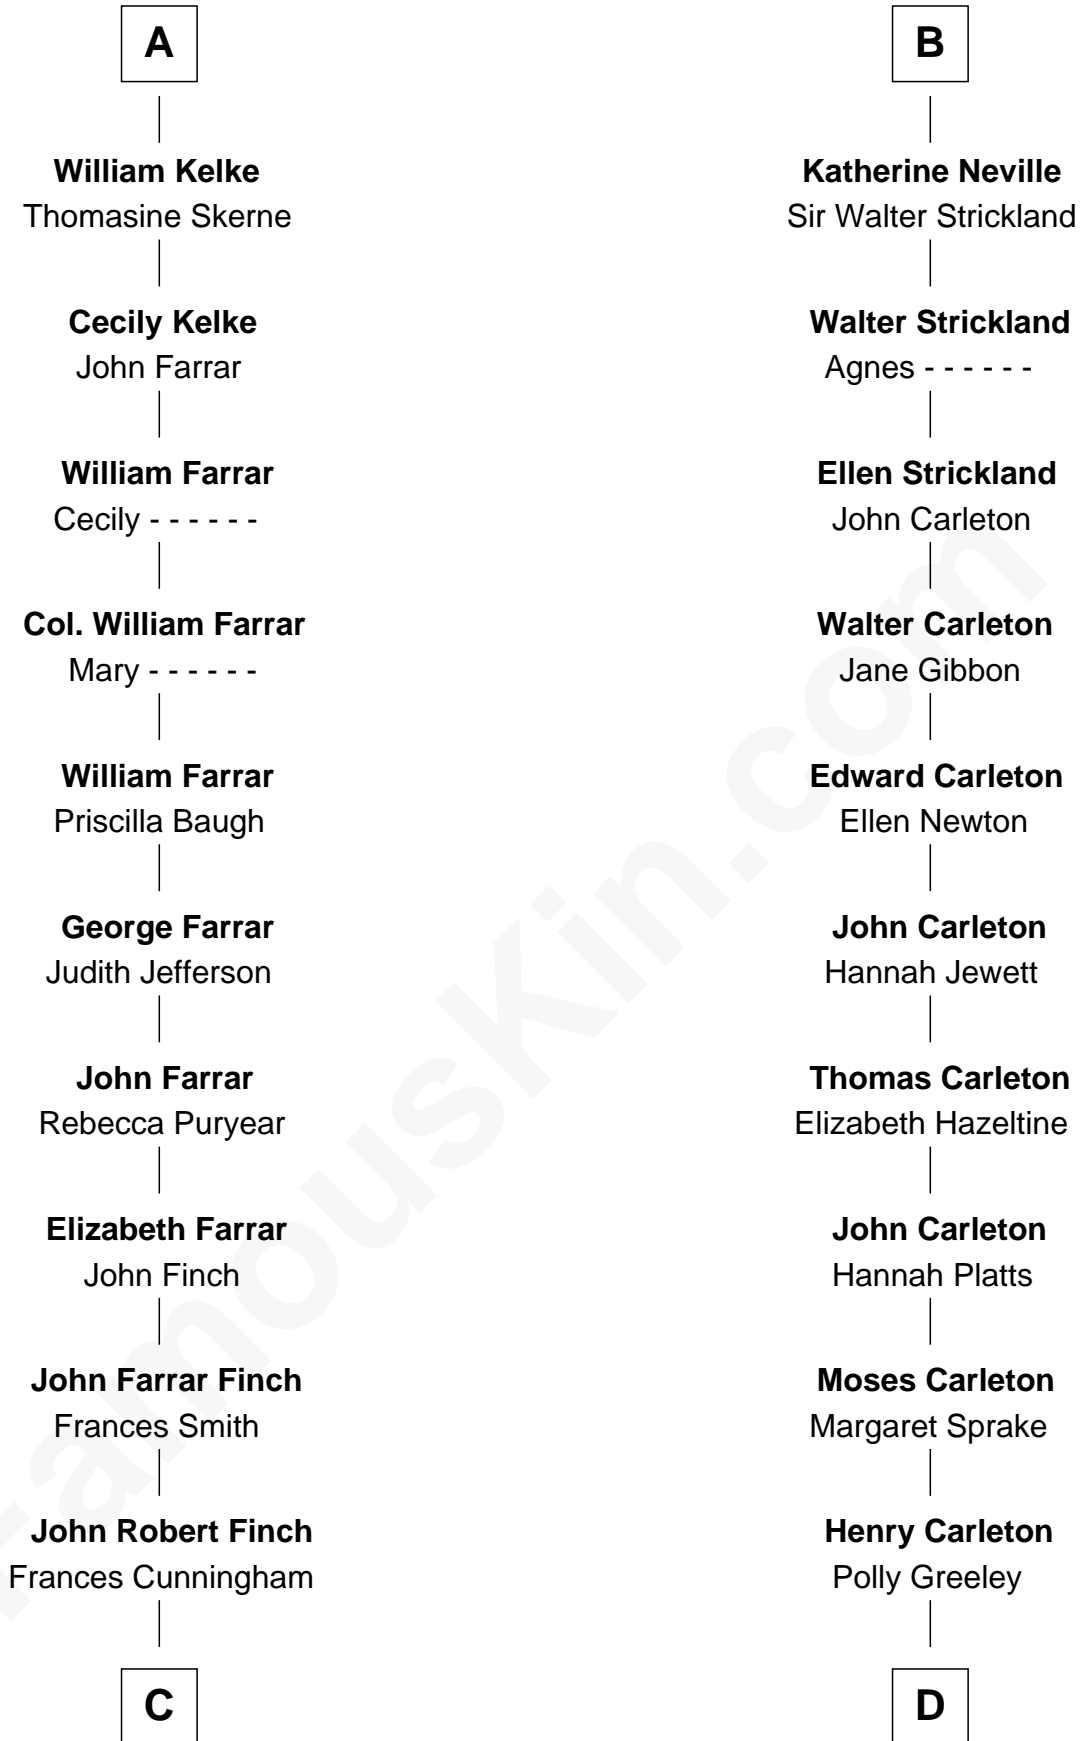 A
William Kelke
Thomasine Skerne
Cecily Kelke
John Farrar
William Farrar
Cecily - - - - - -
Col. William Farrar
Mary - - - - - -
William Farrar
Priscilla Baugh
George Farrar
Judith Jefferson
John Farrar
Rebecca Puryear
Elizabeth Farrar
John Finch
John Farrar Finch
Frances Smith
John Robert Finch
Frances Cunningham
C
B
Katherine Neville
Sir Walter Strickland
Walter Strickland
Agnes - - - - - -
Ellen Strickland
John Carleton
Walter Carleton
Jane Gibbon
Edward Carleton
Ellen Newton
John Carleton
Hannah Jewett
Thomas Carleton
Elizabeth Hazeltine
John Carleton
Hannah Platts
Moses Carleton
Margaret Sprake
Henry Carleton
Polly Greeley
D
FamousKin.com